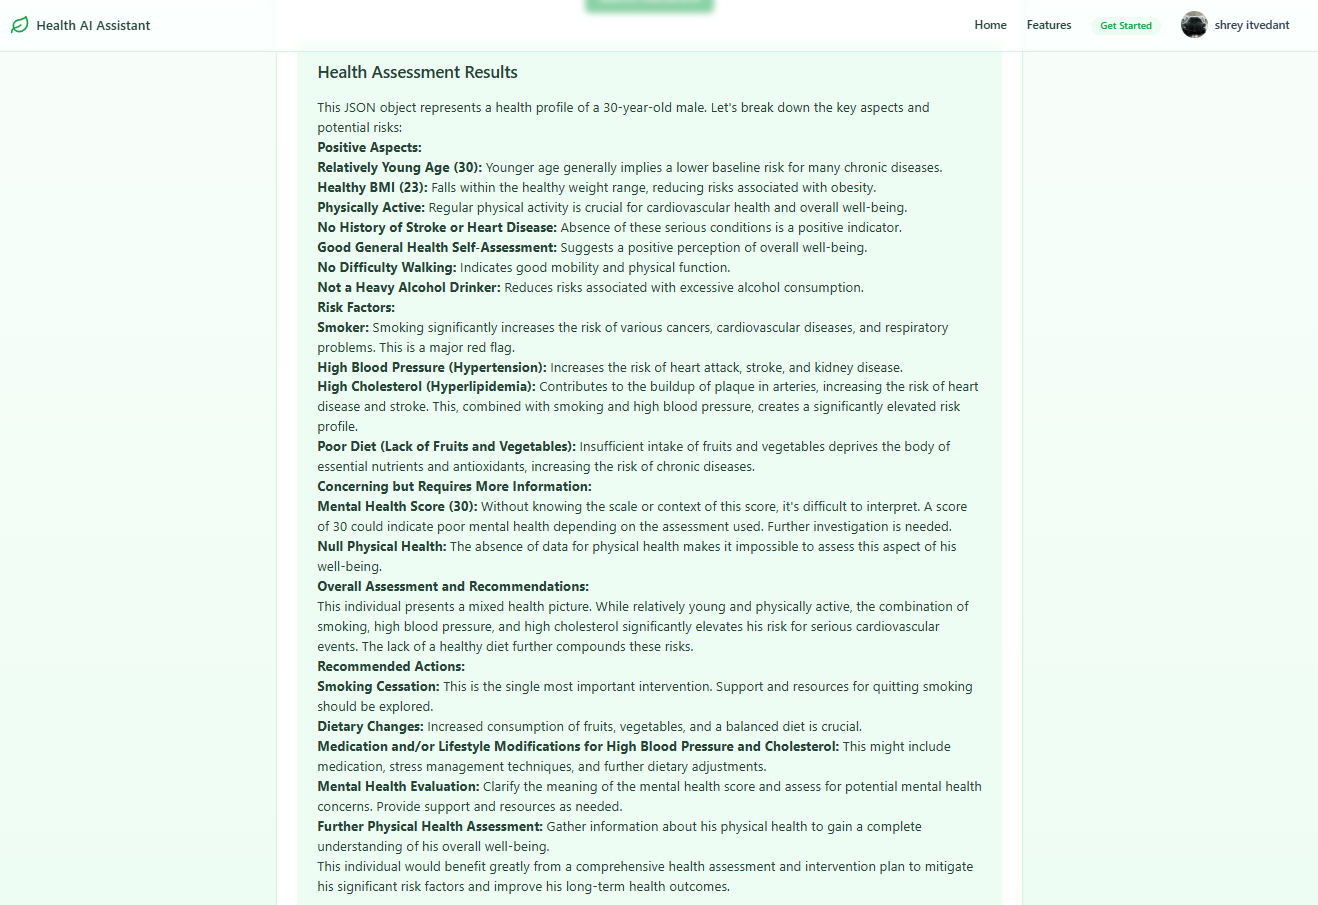 Health AI Assistant
Home
Features
Get Started
shrey itvedant
Health Assessment Results
This JSON object represents a health profile of a 30-year-old male. Let's break down the key aspects and
potential risks:
Positive Aspects:
Relatively Young Age (30): Younger age generally implies a lower baseline risk for many chronic diseases.
Healthy BMI (23): Falls within the healthy weight range, reducing risks associated with obesity.
Physically Active: Regular physical activity is crucial for cardiovascular health and overall well-being.
No History of Stroke or Heart Disease: Absence of these serious conditions is a positive indicator.
Good General Health Self-Assessment: Suggests a positive perception of overall well-being.
No Difficulty Walking: Indicates good mobility and physical function.
Not a Heavy Alcohol Drinker: Reduces risks associated with excessive alcohol consumption.
Risk Factors:
Smoker: Smoking significantly increases the risk of various cancers, cardiovascular diseases, and respiratory
problems. This is a major red flag.
High Blood Pressure (Hypertension): Increases the risk of heart attack, stroke, and kidney disease.
High Cholesterol (Hyperlipidemia): Contributes to the buildup of plaque in arteries, increasing the risk of heart
disease and stroke. This, combined with smoking and high blood pressure, creates a significantly elevated risk
profile.
Poor Diet (Lack of Fruits and Vegetables): Insufficient intake of fruits and vegetables deprives the body of
essential nutrients and antioxidants, increasing the risk of chronic diseases.
Concerning but Requires More Information:
Mental Health Score (30): Without knowing the scale or context of this score, it's difficult to interpret. A score
of 30 could indicate poor mental health depending on the assessment used. Further investigation is needed.
Null Physical Health: The absence of data for physical health makes it impossible to assess this aspect of his
well-being.
Overall Assessment and Recommendations:
This individual presents a mixed health picture. While relatively young and physically active, the combination of
smoking, high blood pressure, and high cholesterol significantly elevates his risk for serious cardiovascular
events. The lack of a healthy diet further compounds these risks.
Recommended Actions:
Smoking Cessation: This is the single most important intervention. Support and resources for quitting smoking
should be explored.
Dietary Changes: Increased consumption of fruits, vegetables, and a balanced diet is crucial.
Medication and/or Lifestyle Modifications for High Blood Pressure and Cholesterol: This might include
medication, stress management techniques, and further dietary adjustments.
Mental Health Evaluation: Clarify the meaning of the mental health score and assess for potential mental health
concerns. Provide support and resources as needed.
Further Physical Health Assessment: Gather information about his physical health to gain a complete
understanding of his overall well-being.
This individual would benefit greatly from a comprehensive health assessment and intervention plan to mitigate
his significant risk factors and improve his long-term health outcomes.